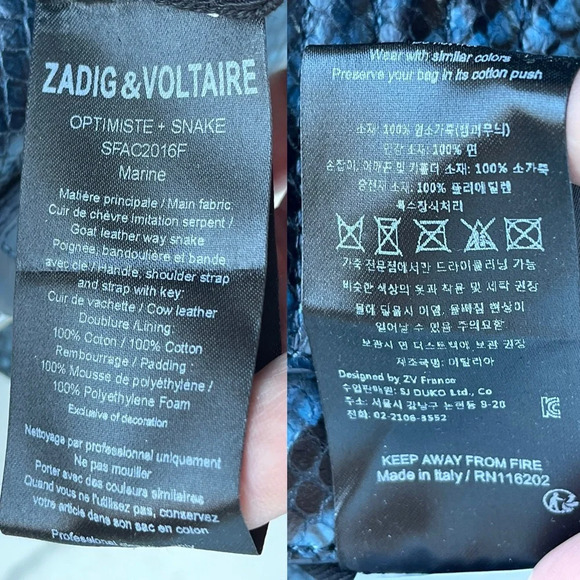 ZADIG & VOLTAIRE
OPTIMISTE + SNAKE
SFAC2016F
Marine
Matière principale / Main fabric:
Cuir de chèvre imitation serpent /
Goat leather way snake
Poignée, bandoulière et bande
avec clé / Handle, shoulder strap
and strap with key:
Cuir de vachette / Cow leather
Doublure /Lining:
100% Coton / 100% Cotton
Rembourrage / Padding :
100% Mousse de polyéthylène /
100% Polyethylene Foam
Exclusive of decoration
Nettoyage par professionnel uniquement
Ne pas mouiller
Porter avec des couleurs similaires
Quand vous ne l'utilisez pas, conservez
votre article dans son sac en coton
Wear with similar colors
Preserve your bag in its cotton push
소재: 100% 염소가죽(뱀피무늬)
안감 소재: 100% 면
손잡이, 어깨끈 및 키홀더 소재: 100% 소가죽
충전재 소재: 100% 폴리에틸렌
특수장식처리
가죽 전문점에서만 드라이클리닝 가능
비슷한 색상의 옷과 착용 및 세탁 권장
물에 닿을시 이염, 물빠짐 현상이
일어날 수 있으니 주의 요망
보관시 면 더스트백에 보관 권장
제조국명: 이탈리아
Designed by ZV France
수입판매원: SJ DUKO Ltd., Co
주소: 서울시 강남구 논현동 9-20
전화: 02-2106-3552
KEEP AWAY FROM FIRE
Made in Italy / RN116202